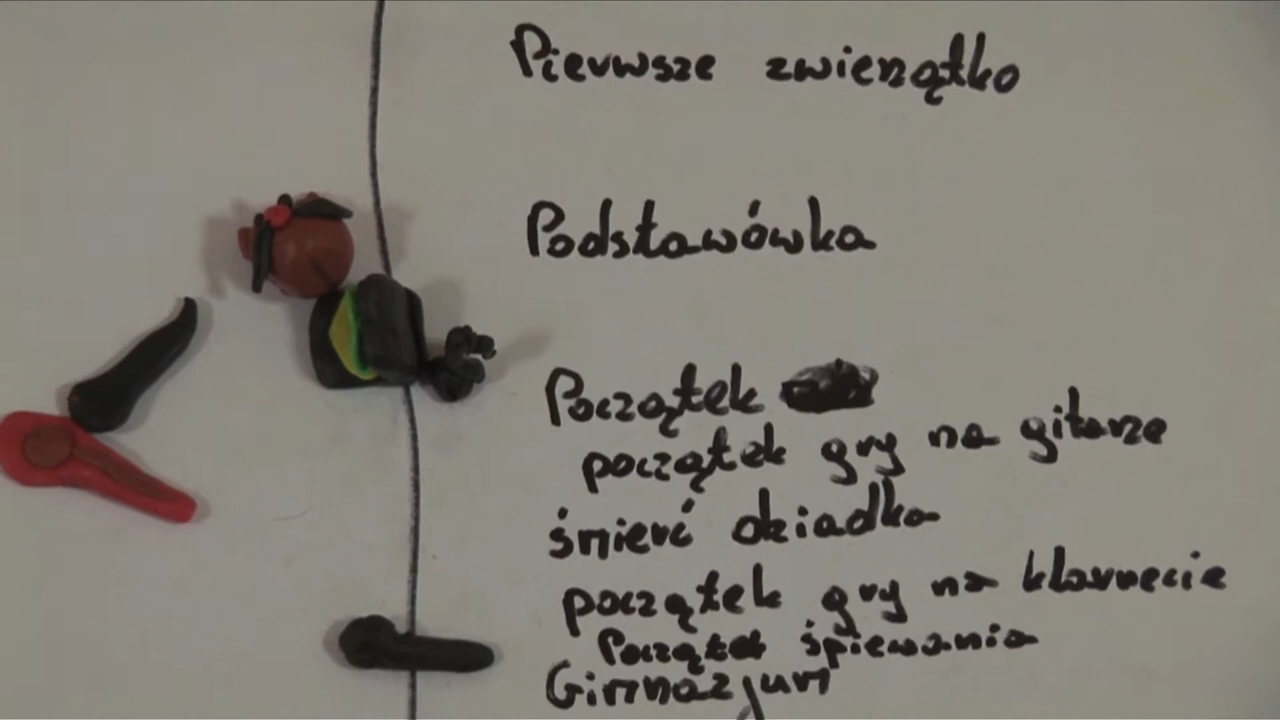 Pierwsze zwierzątko
Podstawówka
Początek
początek gry na gitarze
śmierć dziadka
początek gry na klarnecie
Początek śpiewania
Gimnazjum